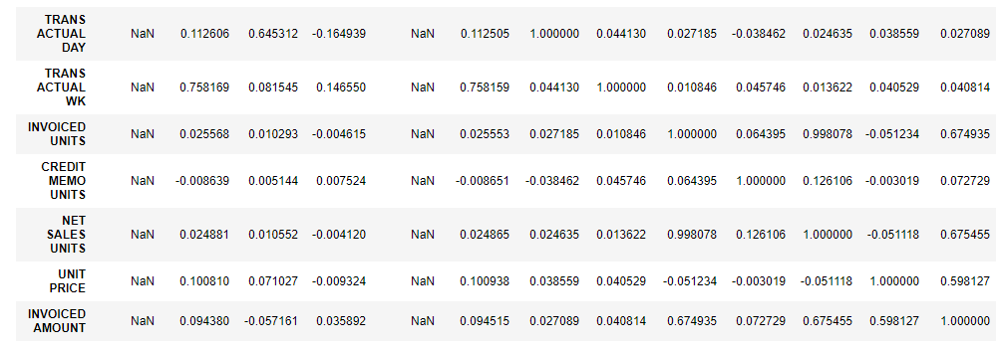 TRANS
ACTUAL
DAY NaN 0.112606 0.645312 -0.164939 NaN 0.112505 1.000000 0.044130 0.027185 -0.038462 0.024635 0.038559 0.027089
TRANS
ACTUAL
WK NaN 0.758169 0.081545 0.146550 NaN 0.758159 0.044130 1.000000 0.010846 0.045746 0.013622 0.040529 0.040814
INVOICED
UNITS NaN 0.025568 0.010293 -0.004615 NaN 0.025553 0.027185 0.010846 1.000000 0.064395 0.998078 -0.051234 0.674935
CREDIT
MEMO
UNITS NaN -0.008639 0.005144 0.007524 NaN -0.008651 -0.038462 0.045746 0.064395 1.000000 0.126106 -0.003019 0.072729
NET
SALES
UNITS NaN 0.024881 0.010552 -0.004120 NaN 0.024865 0.024635 0.013622 0.998078 0.126106 1.000000 -0.051118 0.675455
UNIT
PRICE NaN 0.100810 0.071027 -0.009324 NaN 0.100938 0.038559 0.040529 -0.051234 -0.003019 -0.051118 1.000000 0.598127
INVOICED
AMOUNT NaN 0.094380 -0.057161 0.035892 NaN 0.094515 0.027089 0.040814 0.674935 0.072729 0.675455 0.598127 1.000000